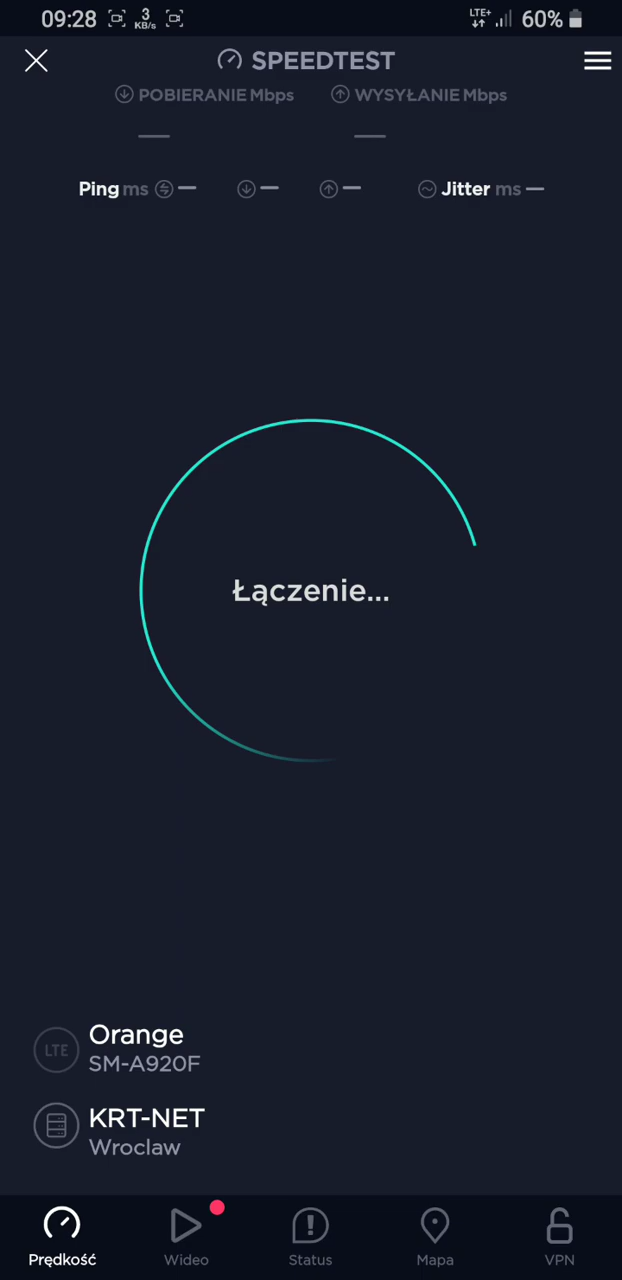 09:28 3 KB/s LTE+ 60%
SPEEDTEST
POBIERANIE Mbps WYSYŁANIE Mbps
— —
Ping ms — — — Jitter ms —
Łączenie...
LTE
Orange
SM-A920F
KRT-NET
Wroclaw
Prędkość Wideo Status Mapa VPN